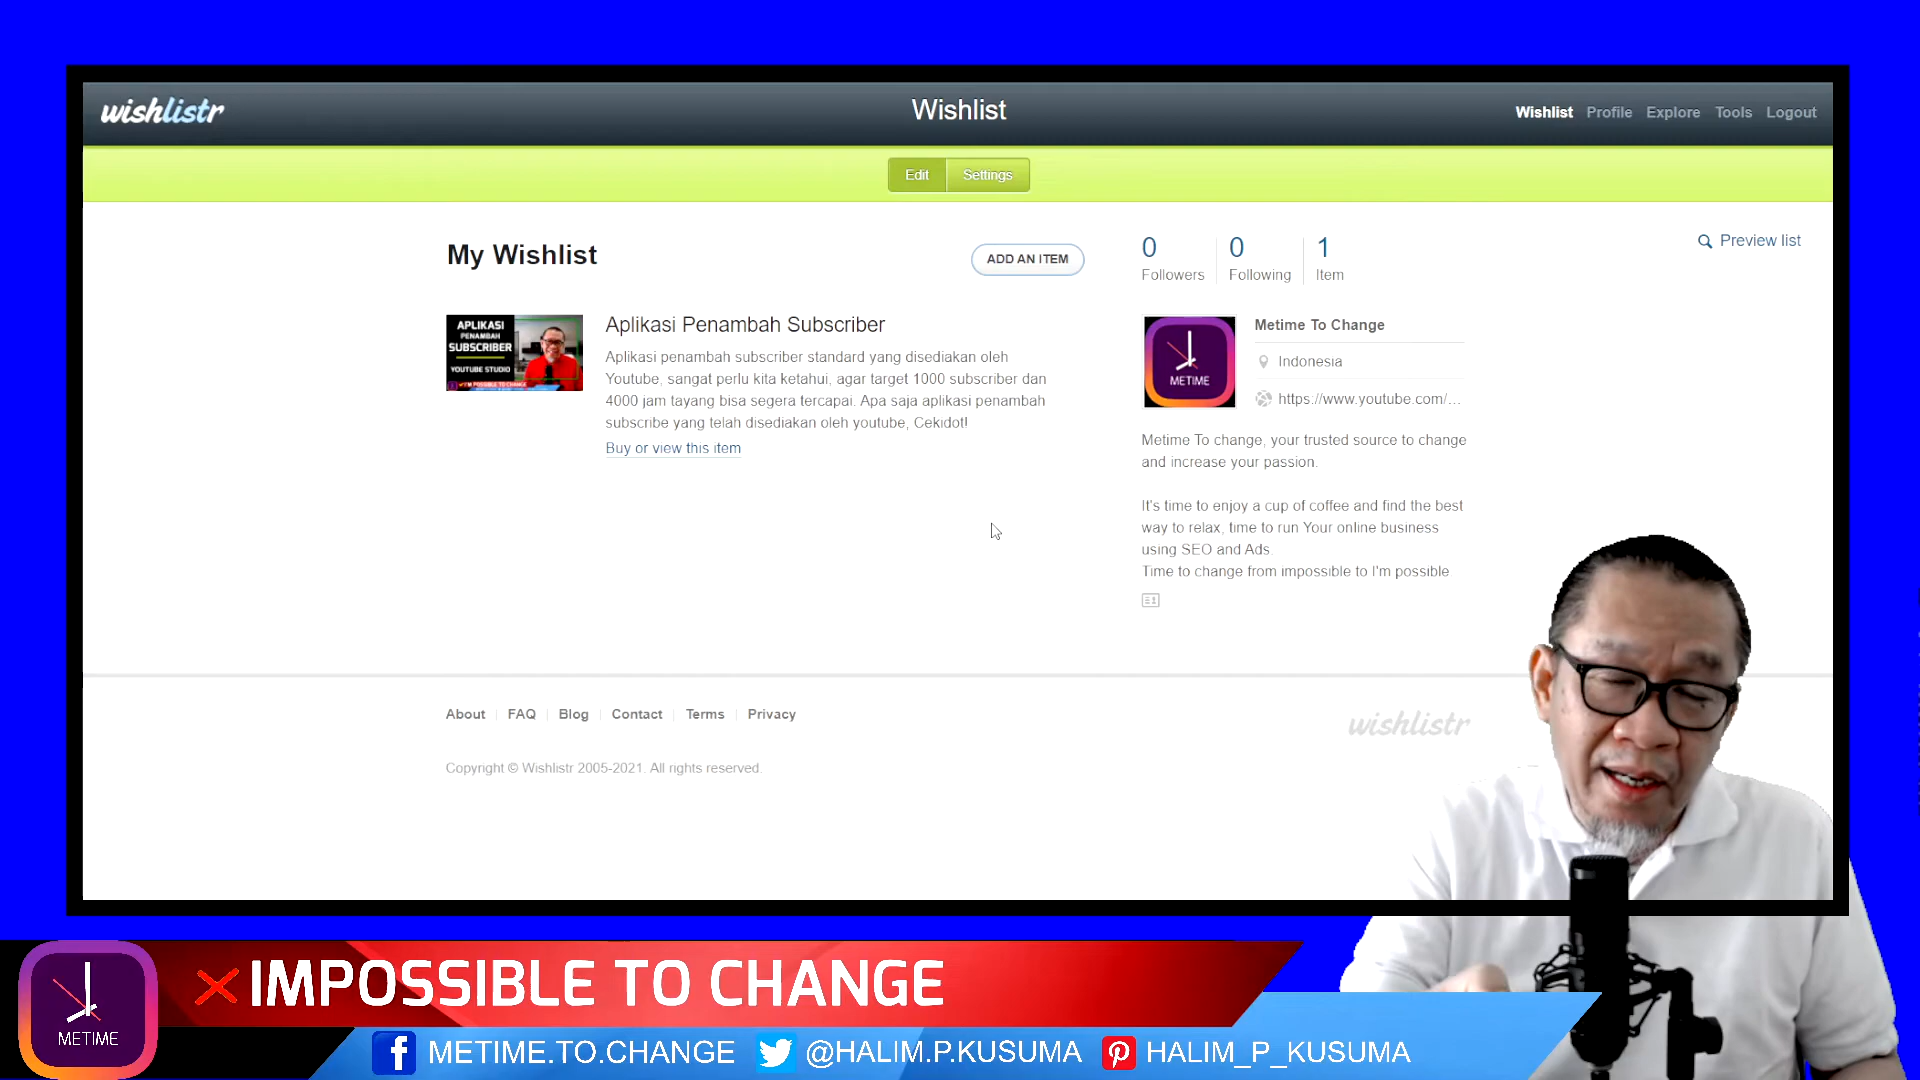 wishlistr
Wishlist
Wishlist Profile Explore Tools Logout
Edit Settings
My Wishlist
ADD AN ITEM
0 Followers
0 Following
1 Item
Preview list
APLIKASI
PENAMBAH
SUBSCRIBER
YOUTUBE STUDIO
Aplikasi Penambah Subscriber
Aplikasi penambah subscriber standard yang disediakan oleh
Youtube, sangat perlu kita ketahui, agar target 1000 subscriber dan
4000 jam tayang bisa segera tercapai. Apa saja aplikasi penambah
subscribe yang telah disediakan oleh youtube, Cekidot!
Buy or view this item
METIME
Metime To Change
Indonesia
https://www.youtube.com/...
Metime To change, your trusted source to change
and increase your passion.
It's time to enjoy a cup of coffee and find the best
way to relax, time to run Your online business
using SEO and Ads.
Time to change from impossible to I'm possible
About FAQ Blog Contact Terms Privacy
wishlistr
Copyright © Wishlistr 2005-2021. All rights reserved.
METIME
IMPOSSIBLE TO CHANGE
METIME.TO.CHANGE @HALIM.P.KUSUMA HALIM_P_KUSUMA